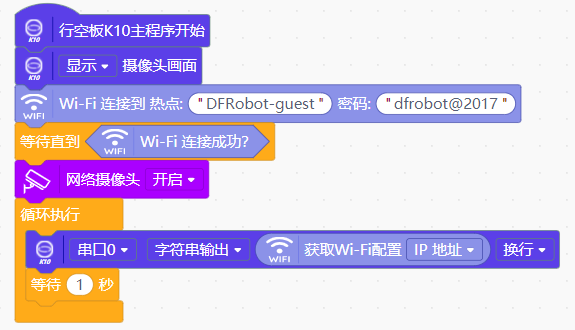 K10 行空板K10主程序开始
K10 显示 摄像头画面
WIFI Wi-Fi 连接到 热点: "DFRobot-guest" 密码: "dfrobot@2017"
等待直到 WIFI Wi-Fi 连接成功?
网络摄像头 开启
循环执行
K10 串口0 字符串输出 WIFI 获取Wi-Fi配置 IP 地址 换行
等待 1 秒